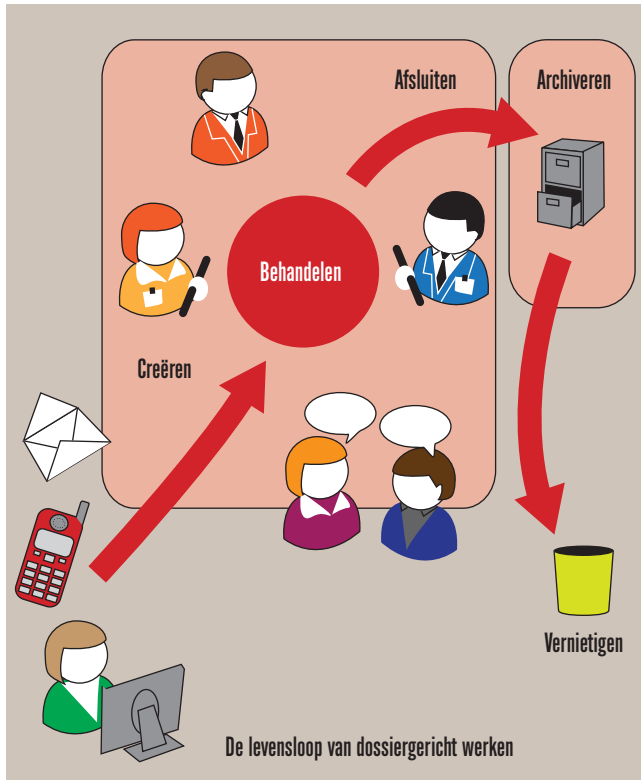 Afsluiten
Archiveren
Behandelen
Creëren
Vernietigen
De levensloop van dossiergericht werken